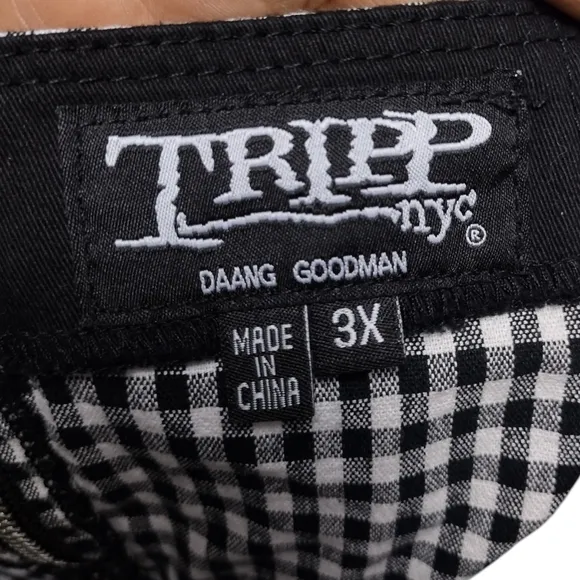 TRIPP
nyc®
DAANG GOODMAN
MADE
IN
CHINA
3X